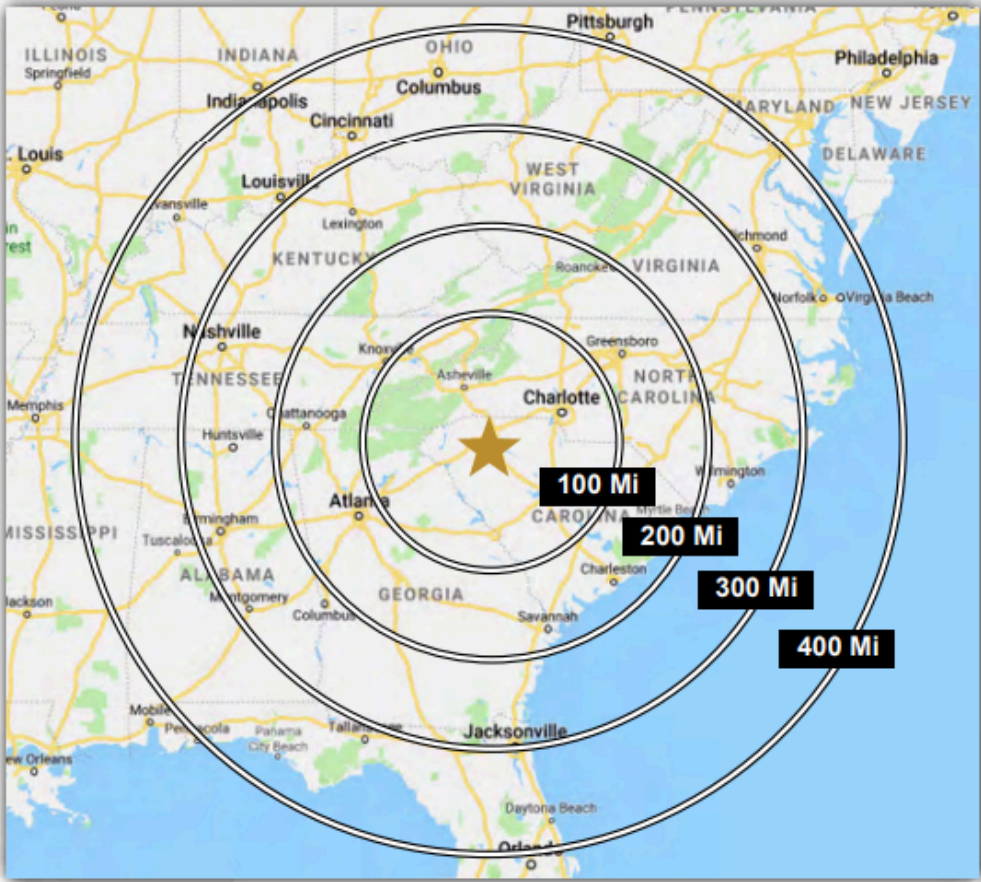 PENNSYLVANIA
Pittsburgh
OHIO
ILLINOIS
INDIANA
Springfield
Philadelphia
Columbus
Indianapolis
MARYLAND
NEW JERSEY
Cincinnati
. Louis
DELAWARE
WEST
VIRGINIA
Louisville
vansville
Lexington
Richmond
KENTUCKY
Roanoke
VIRGINIA
Norfolk
Virginia Beach
Nashville
Greensboro
Knoxville
TENNESSEE
Asheville
NORTH
CAROLINA
Charlotte
Memphis
Chattanooga
Huntsville
Wilmington
100 Mi
Atlanta
Myrtle Beach
CAROLINA
Birmingham
MISSISSIPPI
200 Mi
Tuscaloosa
Charleston
ALABAMA
300 Mi
Montgomery
GEORGIA
Jackson
Columbus
Savannah
400 Mi
Mobile
Pensacola
Tallahassee
Jacksonville
Panama
City Beach
ew Orleans
Daytona Beach
Orlando